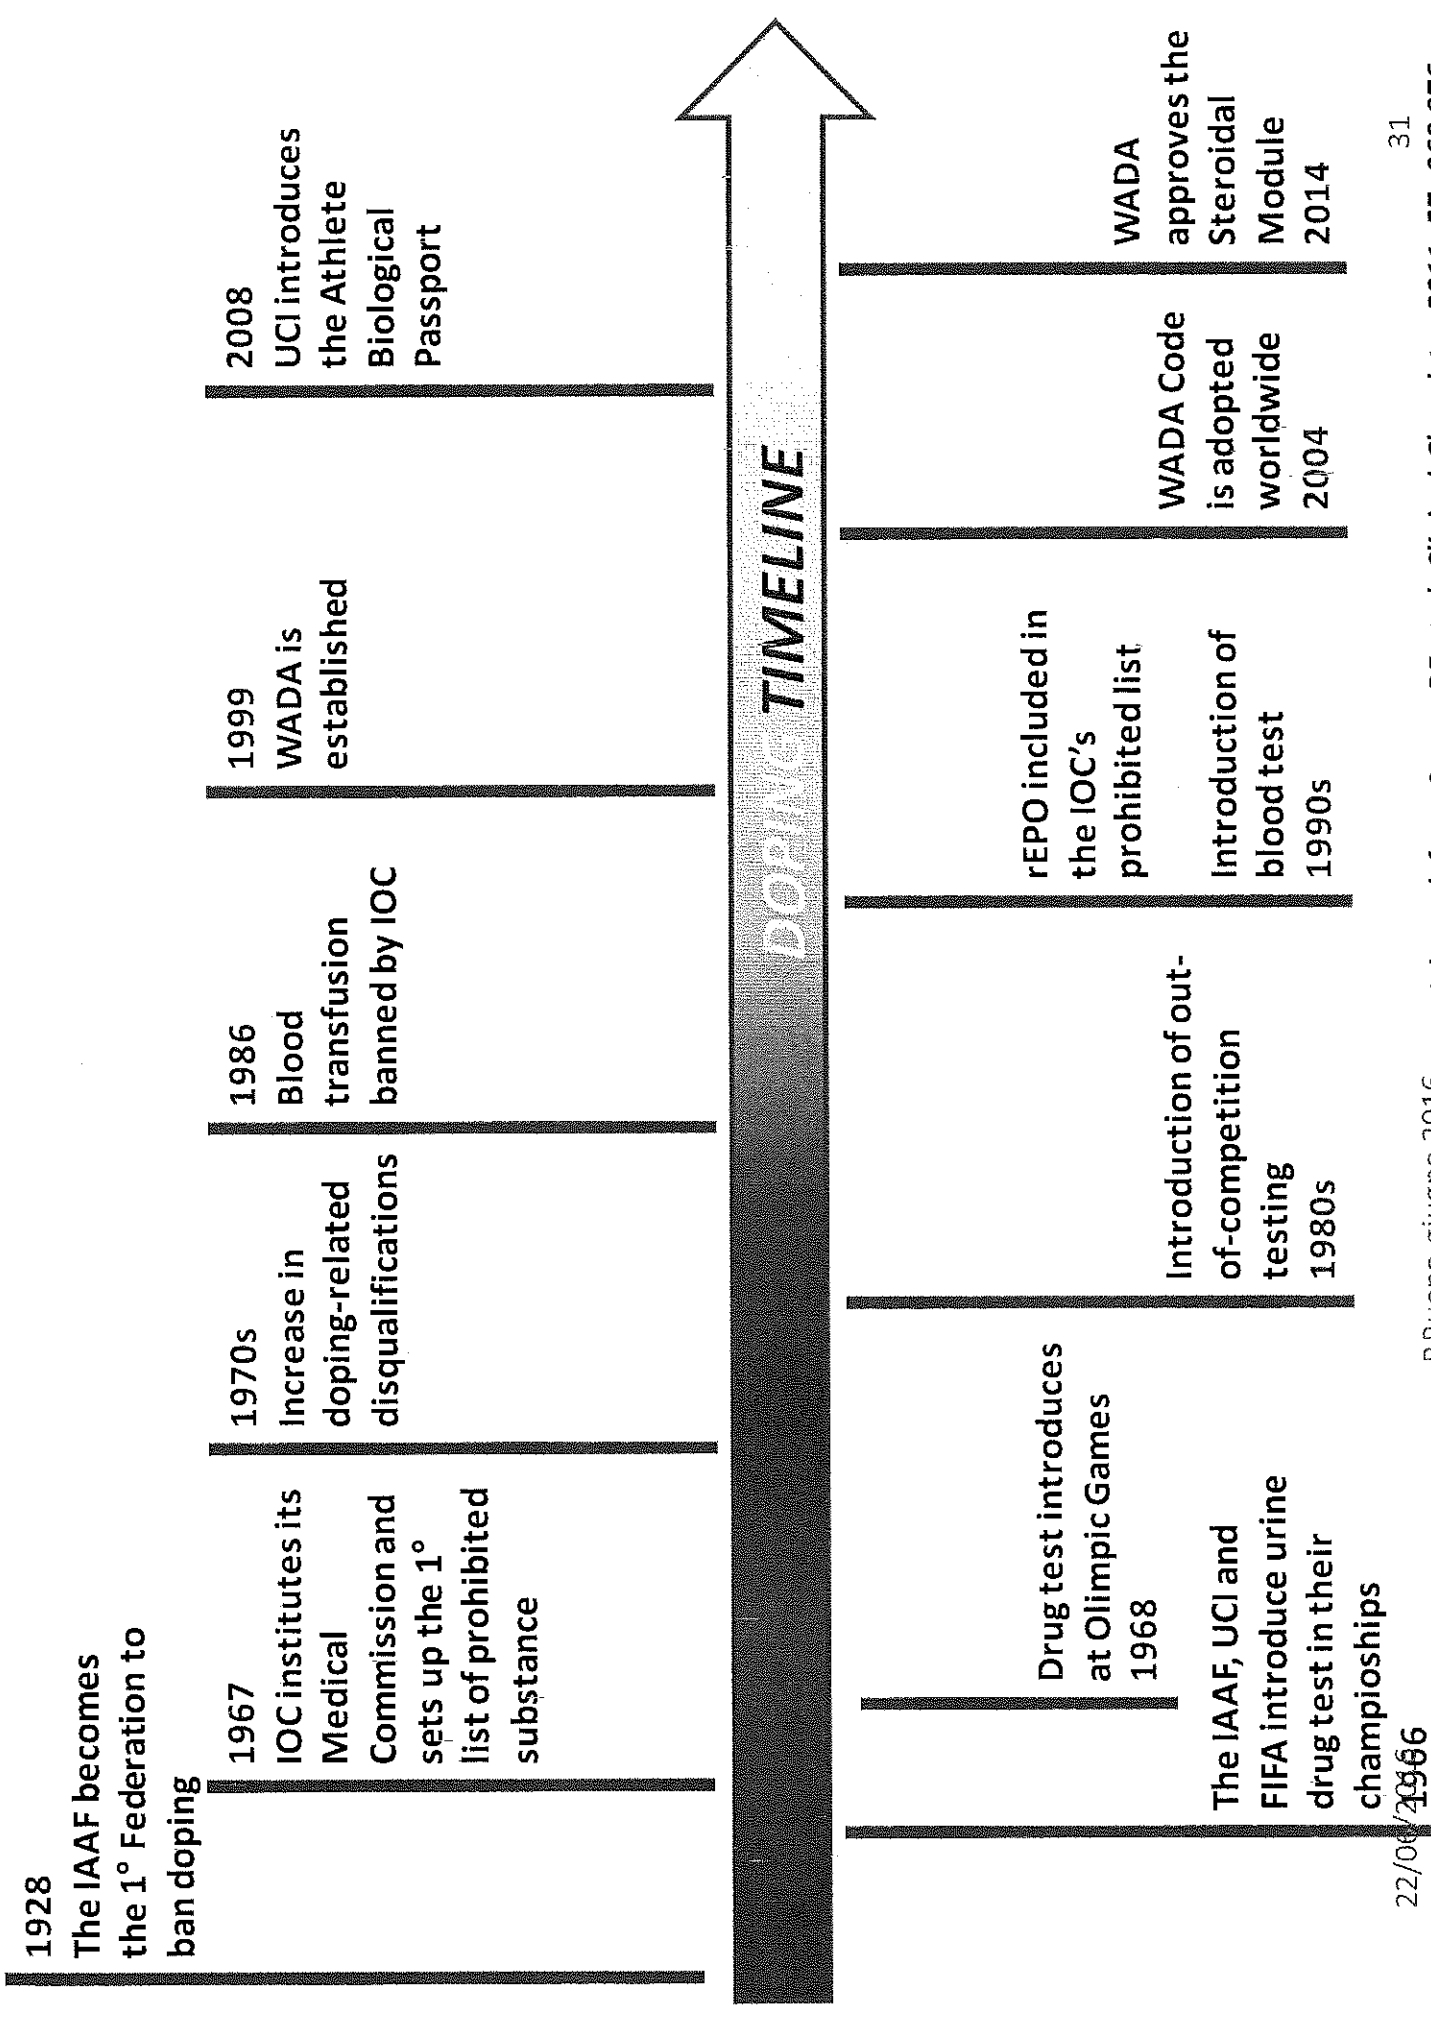 1928
The IAAF becomes
the 1° Federation to
ban doping
1967
IOC institutes its
Medical
Commission and
sets up the 1°
list of prohibited
substance
1970s
Increase in
doping-related
disqualifications
1986
Blood
transfusion
banned by IOC
1999
WADA is
established
2008
UCI introduces
the Athlete
Biological
Passport
DOPING TIMELINE
The IAAF, UCI and
FIFA introduce urine
drug test in their
champioships
1966
Drug test introduces
at Olimpic Games
1968
Introduction of out-
of-competition
testing
1980s
rEPO included in
the IOC's
prohibited list
Introduction of
blood test
1990s
WADA Code
is adopted
worldwide
2004
WADA
approves the
Steroidal
Module
2014
22/06/2016
31